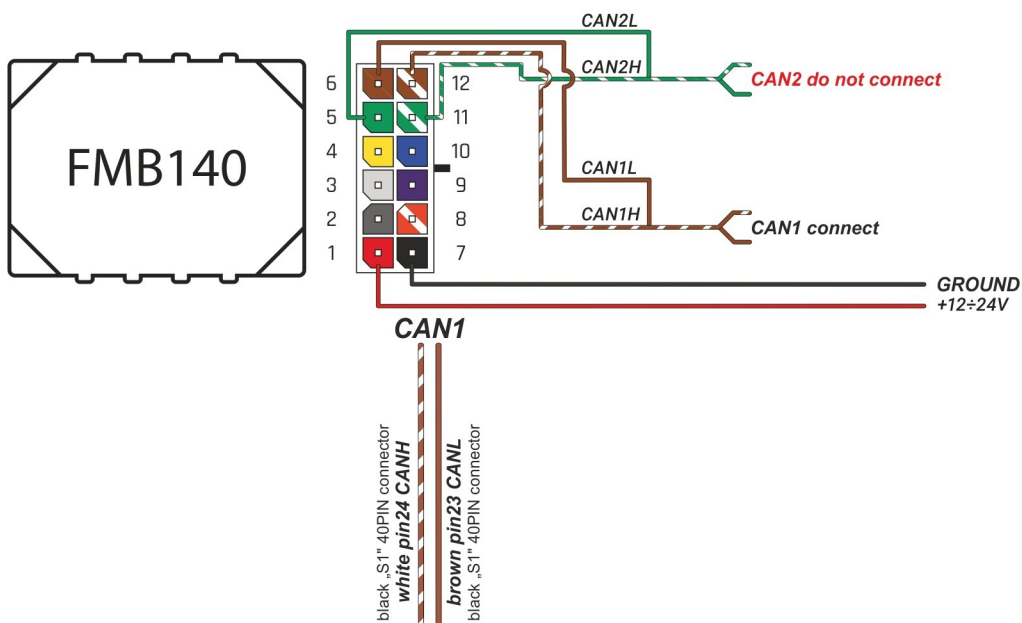 CAN2L
CAN2H
CAN2 do not connect
FMB140
6
12
5
11
4
10
3
9
2
8
1
7
CAN1L
CAN1H
CAN1 connect
GROUND
+12÷24V
CAN1
black „S1" 40PIN connector
white pin24 CANH
brown pin23 CANL
black „S1" 40PIN connector